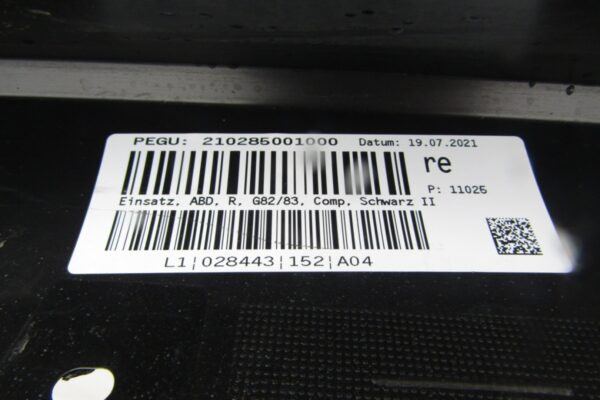 PEGU: 210285001000 Datum: 19.07.2021
re
P: 11025
Einsatz, ABD, R, G82/83, Comp, Schwarz II
L1|028443|152|A04